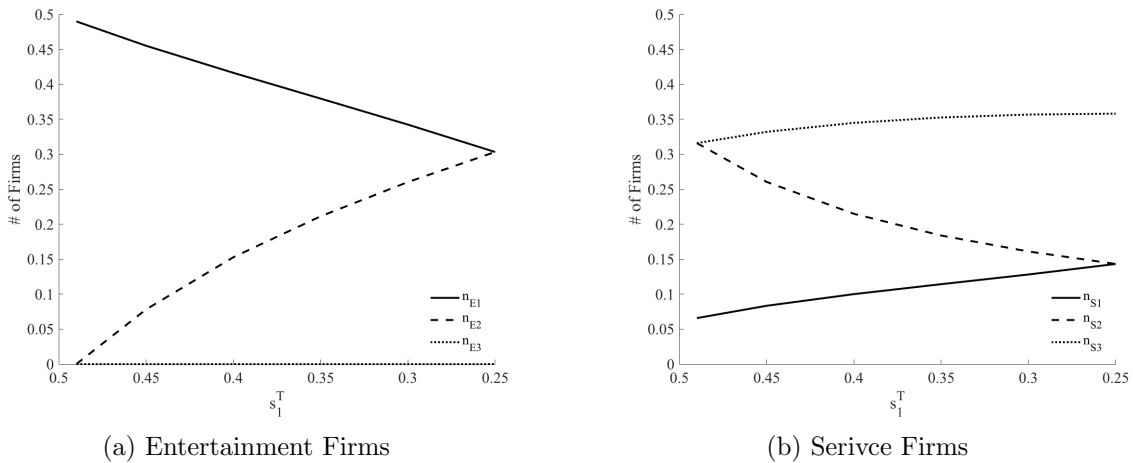 0.5
0.45
0.4
0.35
0.3
0.25
0.2
0.15
0.1
0.05
0
# of Firms
n_E1
n_E2
n_E3
0.5 0.45 0.4 0.35 0.3 0.25
s_1^T
(a) Entertainment Firms
0.5
0.45
0.4
0.35
0.3
0.25
0.2
0.15
0.1
0.05
0
# of Firms
n_S1
n_S2
n_S3
0.5 0.45 0.4 0.35 0.3 0.25
s_1^T
(b) Serivce Firms